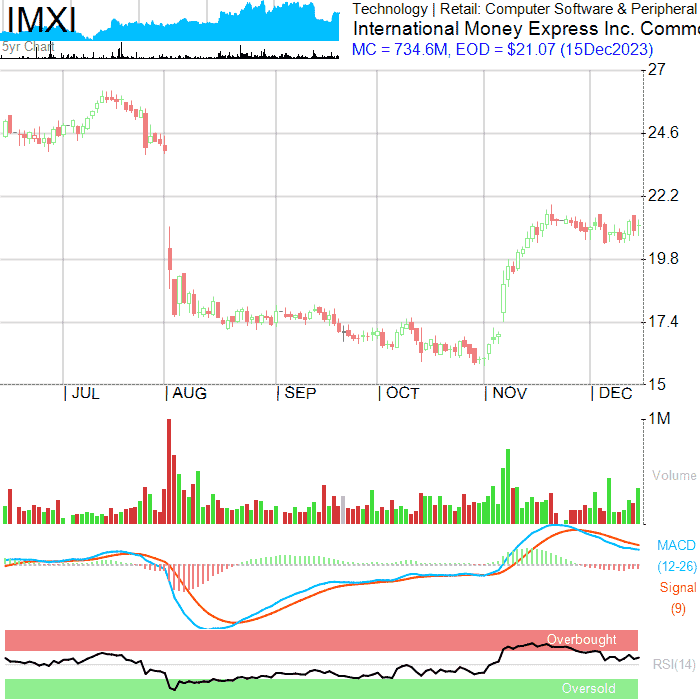 IMXI
5yr Chart
Technology | Retail: Computer Software & Peripheral
International Money Express Inc. Commo
MC = 734.6M, EOD = $21.07 (15Dec2023)
27
24.6
22.2
19.8
17.4
15
JUL AUG SEP OCT NOV DEC
1M
Volume
MACD
(12-26)
Signal
(9)
Overbought
RSI(14)
Oversold